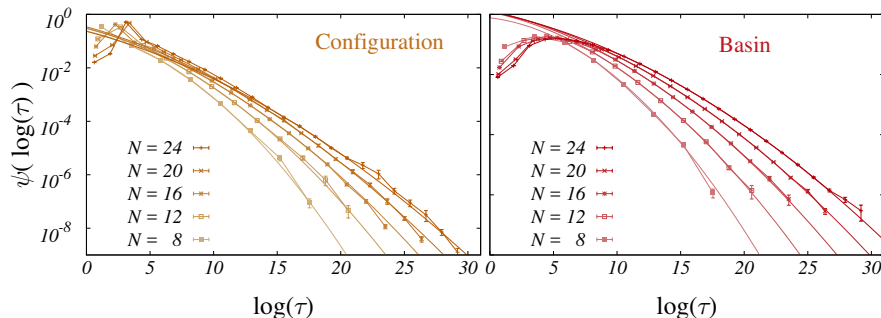 ψ( log(τ) )
10^0
10^-2
10^-4
10^-6
10^-8
Configuration
N = 24
N = 20
N = 16
N = 12
N = 8
0 5 10 15 20 25 30
log(τ)
Basin
N = 24
N = 20
N = 16
N = 12
N = 8
0 5 10 15 20 25 30
log(τ)